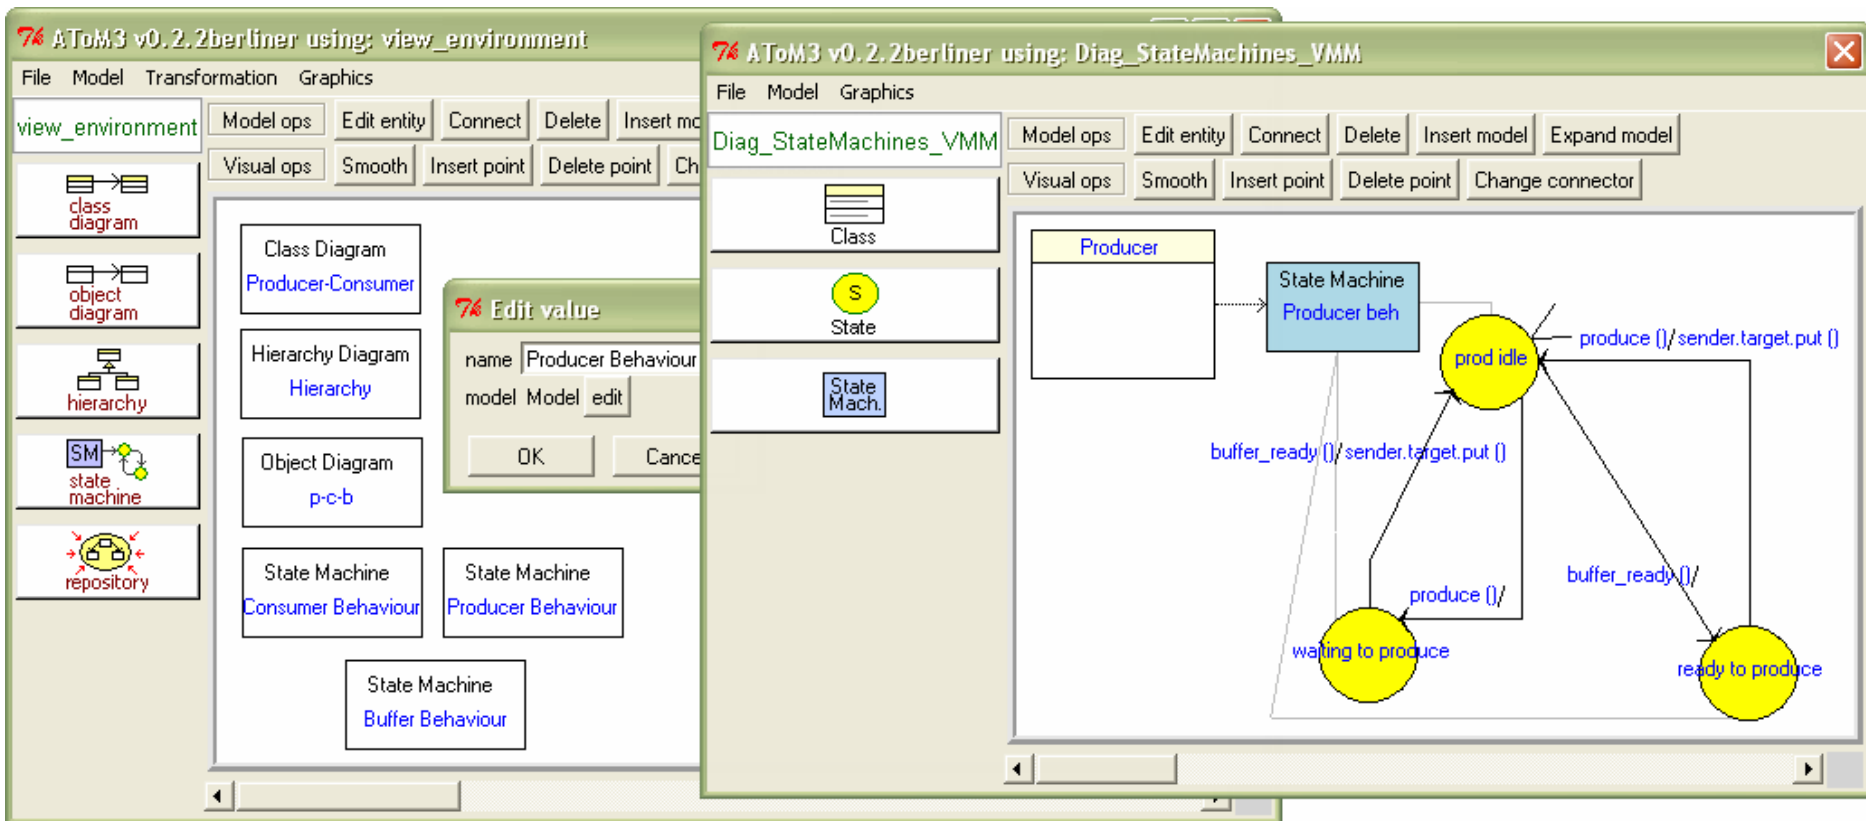 AToM3 v0.2.2berliner using: view_environment
File Model Transformation Graphics
view_environment
Model ops Edit entity Connect Delete Insert mo
Visual ops Smooth Insert point Delete point Ch
class
diagram
object
diagram
hierarchy
SM
state
machine
repository
Class Diagram
Producer-Consumer
Hierarchy Diagram
Hierarchy
Object Diagram
p-c-b
State Machine
Consumer Behaviour
State Machine
Producer Behaviour
State Machine
Buffer Behaviour
Edit value
name Producer Behaviour
model Model edit
OK Cance
AToM3 v0.2.2berliner using: Diag_StateMachines_VMM
File Model Graphics
Diag_StateMachines_VMM
Model ops Edit entity Connect Delete Insert model Expand model
Visual ops Smooth Insert point Delete point Change connector
Class
S
State
State
Mach.
Producer
State Machine
Producer beh
prod idle
produce ()/sender.target.put ()
buffer_ready ()/sender.target.put ()
buffer_ready ()/
produce ()/
waiting to produce
ready to produce